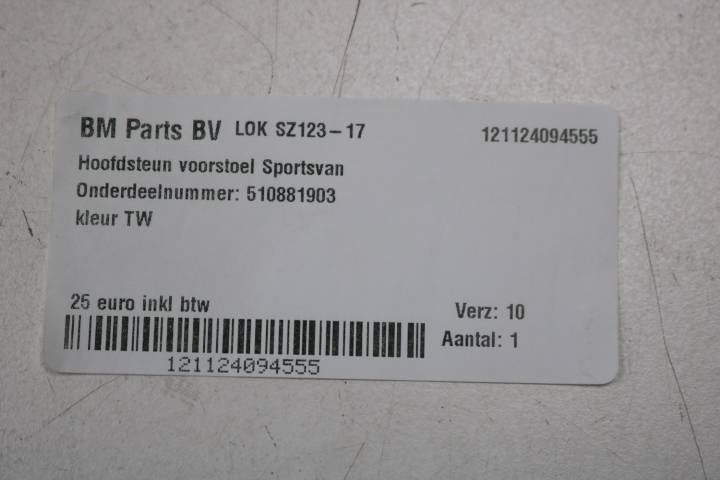 BM Parts BV LOK SZ123-17 121124094555
Hoofdsteun voorstoel Sportsvan
Onderdeelnummer: 510881903
kleur TW
25 euro inkl btw
Verz: 10
Aantal: 1
121124094555